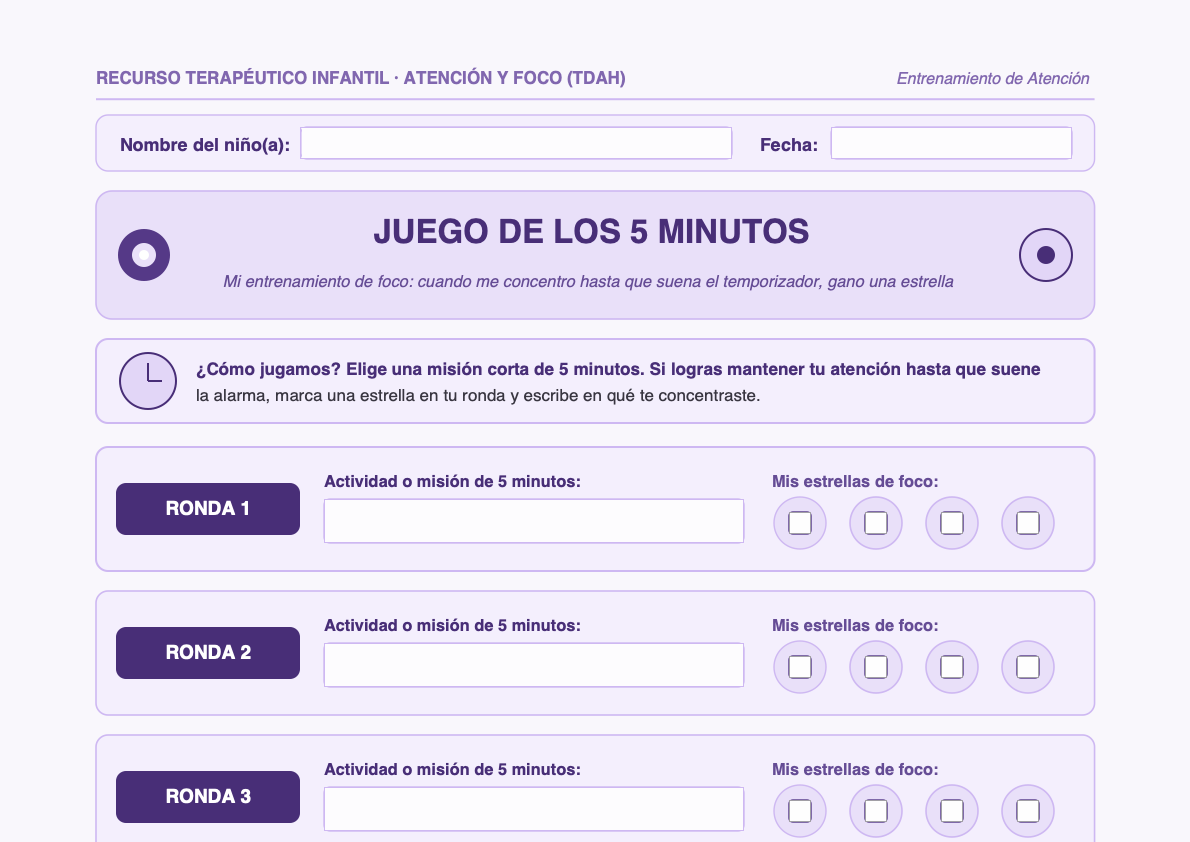 RECURSO TERAPÉUTICO INFANTIL · ATENCIÓN Y FOCO (TDAH)
Entrenamiento de Atención
Nombre del niño(a):
Fecha:
JUEGO DE LOS 5 MINUTOS
Mi entrenamiento de foco: cuando me concentro hasta que suena el temporizador, gano una estrella
¿Cómo jugamos? Elige una misión corta de 5 minutos. Si logras mantener tu atención hasta que suene
la alarma, marca una estrella en tu ronda y escribe en qué te concentraste.
RONDA 1
Actividad o misión de 5 minutos:
Mis estrellas de foco:
RONDA 2
Actividad o misión de 5 minutos:
Mis estrellas de foco:
RONDA 3
Actividad o misión de 5 minutos:
Mis estrellas de foco: